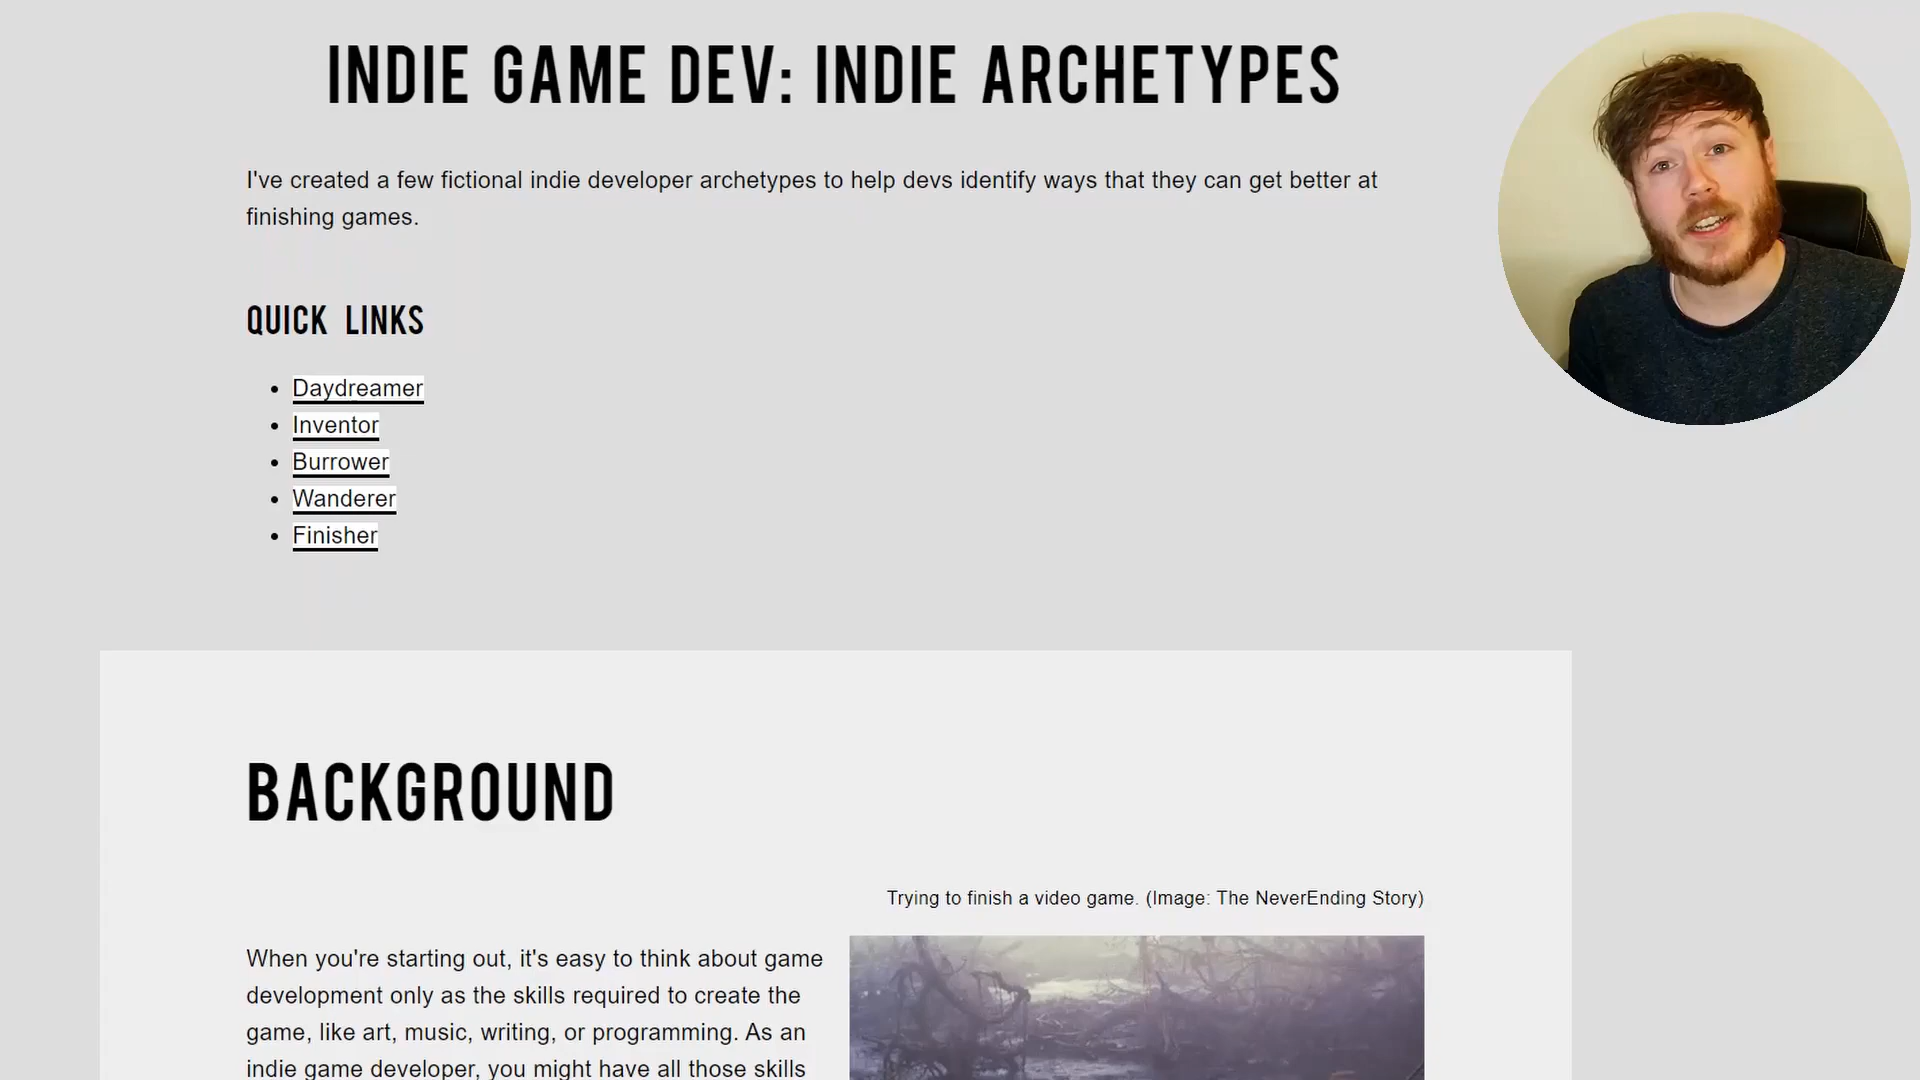 INDIE GAME DEV: INDIE ARCHETYPES
I've created a few fictional indie developer archetypes to help devs identify ways that they can get better at
finishing games.
QUICK LINKS
Daydreamer
Inventor
Burrower
Wanderer
Finisher
BACKGROUND
Trying to finish a video game. (Image: The NeverEnding Story)
When you're starting out, it's easy to think about game
development only as the skills required to create the
game, like art, music, writing, or programming. As an
indie game developer, you might have all those skills